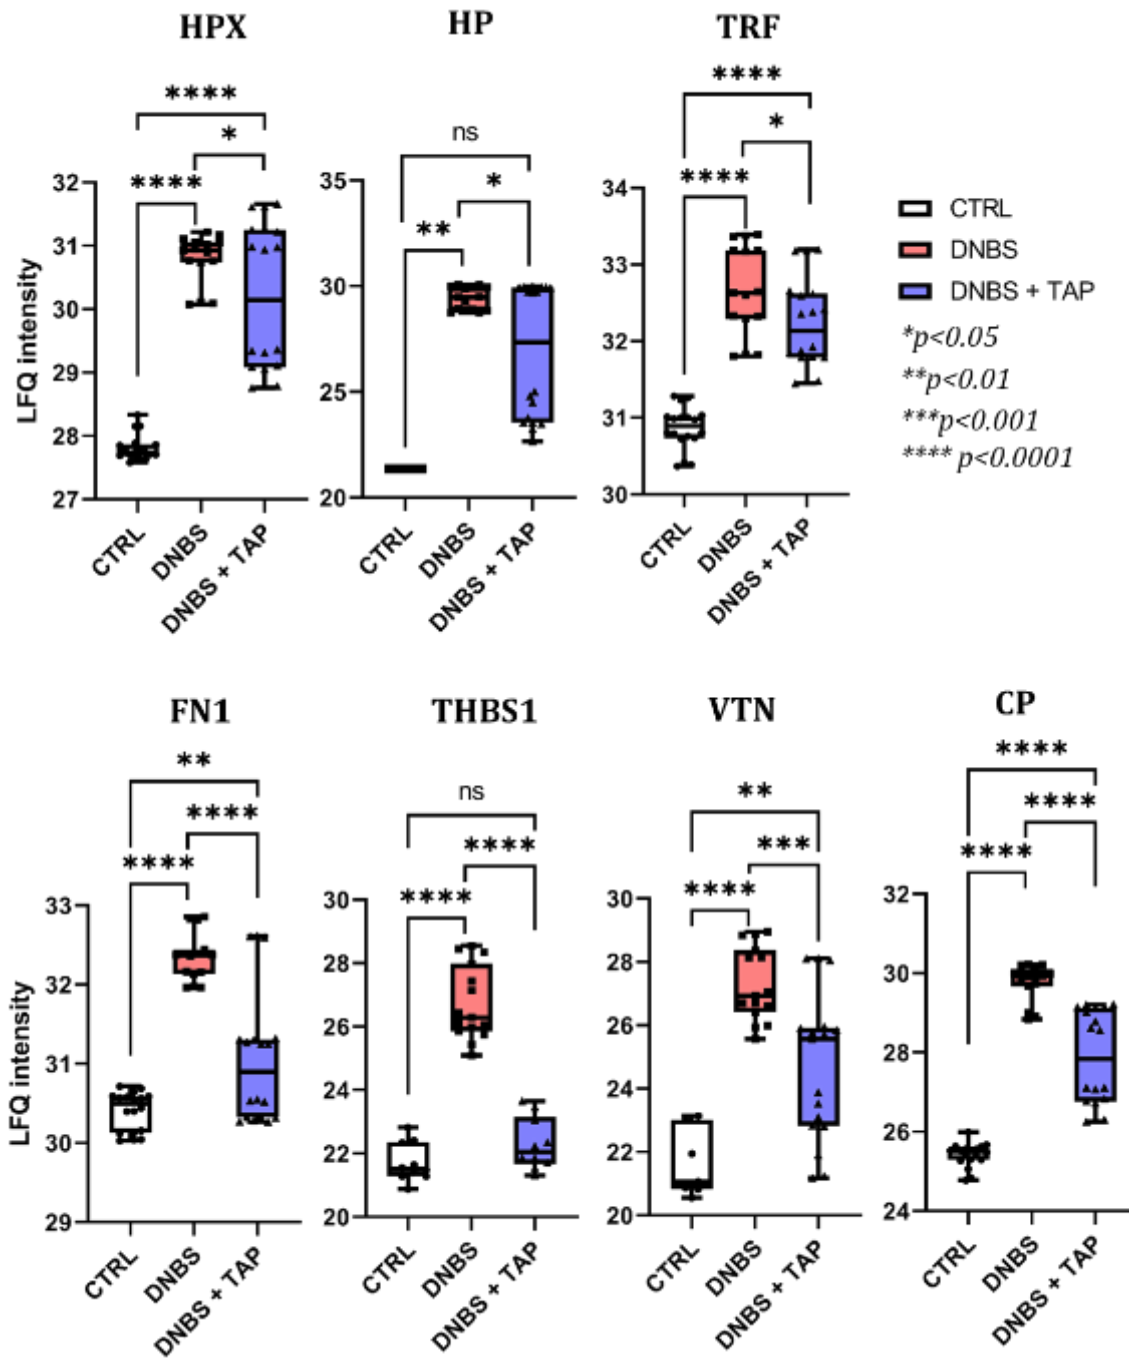 HPX
HP
TRF
****
*
****
ns
*
**
****
*
****
LFQ intensity
32
31
30
29
28
27
35
30
25
20
34
33
32
31
30
CTRL
DNBS
DNBS + TAP
CTRL
DNBS
DNBS + TAP
CTRL
DNBS
DNBS + TAP
CTRL
DNBS
DNBS + TAP
*p<0.05
**p<0.01
***p<0.001
**** p<0.0001
FN1
THBS1
VTN
CP
**
****
****
ns
****
****
**
***
****
****
****
****
LFQ intensity
33
32
31
30
29
30
28
26
24
22
20
30
28
26
24
22
20
32
30
28
26
24
CTRL
DNBS
DNBS + TAP
CTRL
DNBS
DNBS + TAP
CTRL
DNBS
DNBS + TAP
CTRL
DNBS
DNBS + TAP